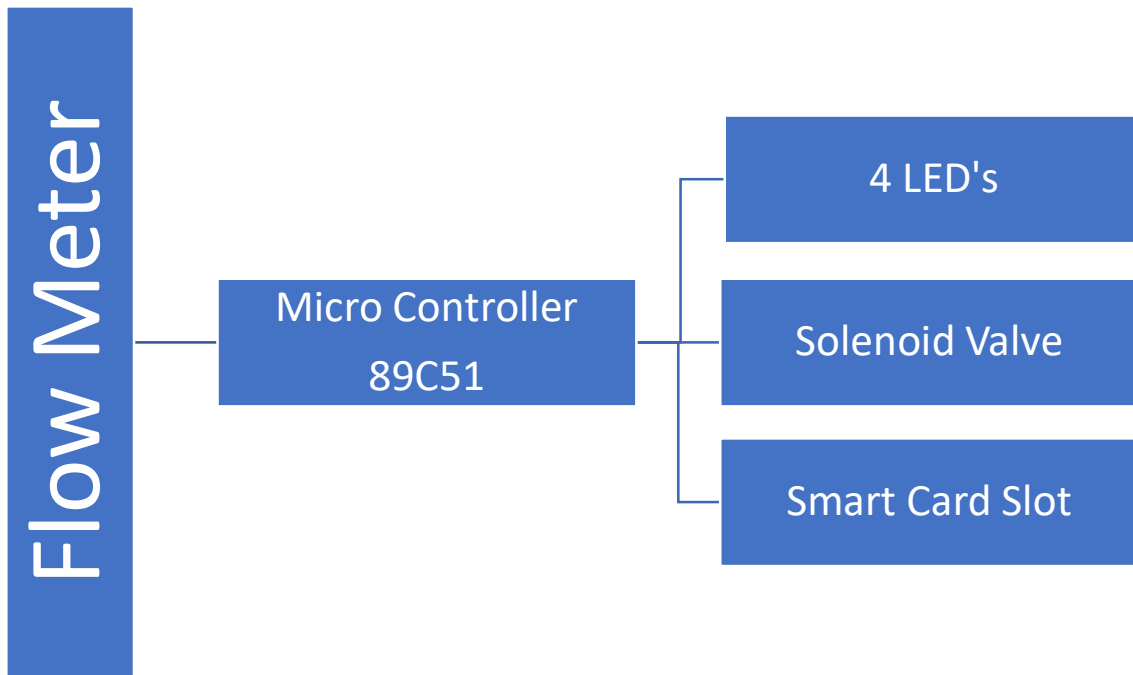 Flow Meter
Micro Controller
89C51
4 LED's
Solenoid Valve
Smart Card Slot